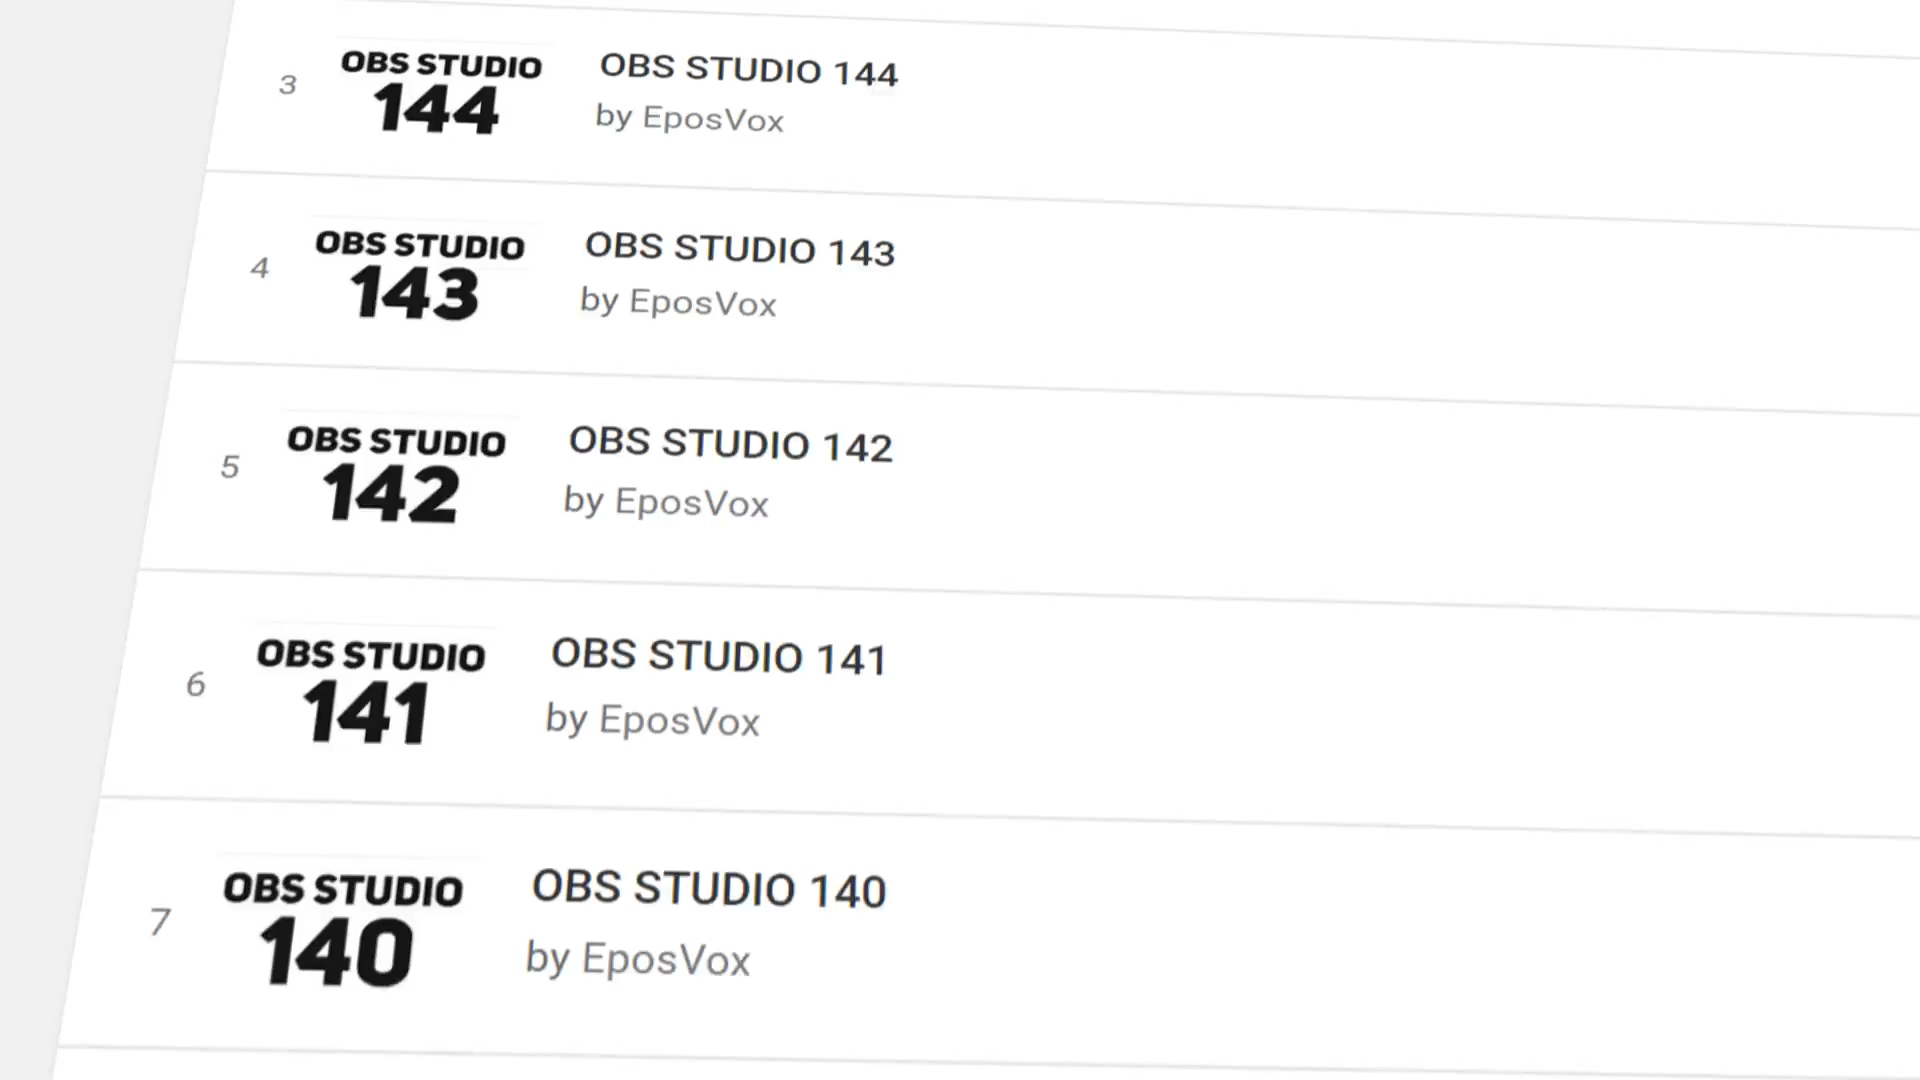 3
OBS STUDIO
144
OBS STUDIO 144
by EposVox
4
OBS STUDIO
143
OBS STUDIO 143
by EposVox
5
OBS STUDIO
142
OBS STUDIO 142
by EposVox
6
OBS STUDIO
141
OBS STUDIO 141
by EposVox
7
OBS STUDIO
140
OBS STUDIO 140
by EposVox